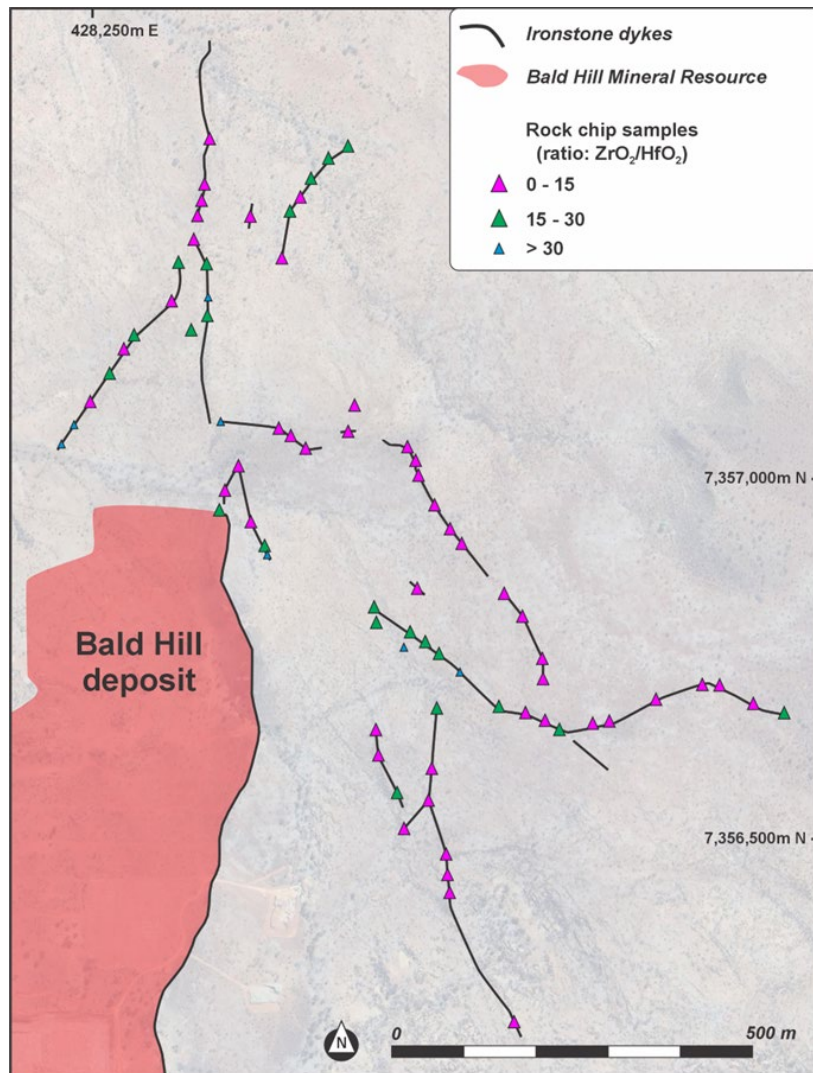 428,250m E
Ironstone dykes
Bald Hill Mineral Resource
Rock chip samples
(ratio: ZrO₂/HfO₂)
0 - 15
15 - 30
> 30
7,357,000m N
Bald Hill
deposit
7,356,500m N
N
0
500 m